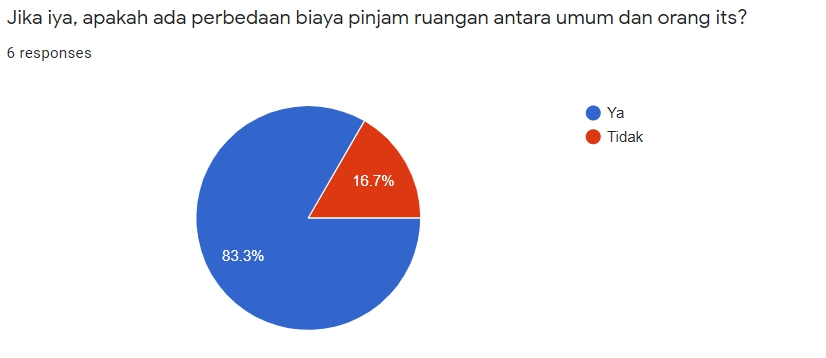 Jika iya, apakah ada perbedaan biaya pinjam ruangan antara umum dan orang its?
6 responses
Ya
Tidak
16.7%
83.3%